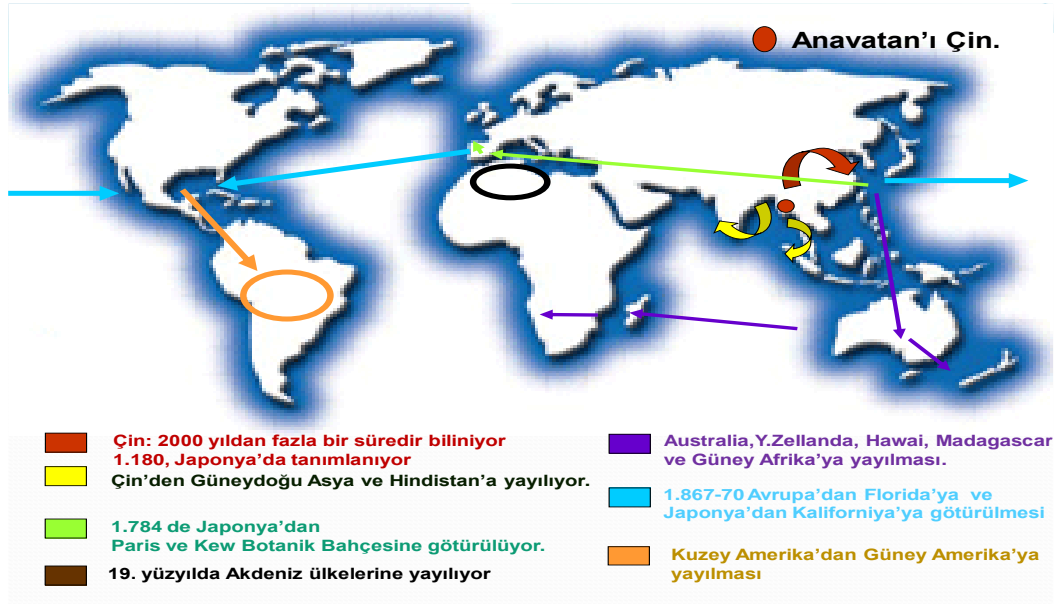 Anavatan'ı Çin.
Çin: 2000 yıldan fazla bir süredir biliniyor
1.180, Japonya'da tanımlanıyor
Çin'den Güneydoğu Asya ve Hindistan'a yayılıyor.
1.784 de Japonya'dan
Paris ve Kew Botanik Bahçesine götürülüyor.
19. yüzyılda Akdeniz ülkelerine yayılıyor
Australia,Y.Zellanda, Hawai, Madagascar
ve Güney Afrika'ya yayılması.
1.867-70 Avrupa'dan Florida'ya ve
Japonya'dan Kaliforniya'ya götürülmesi
Kuzey Amerika'dan Güney Amerika'ya
yayılması